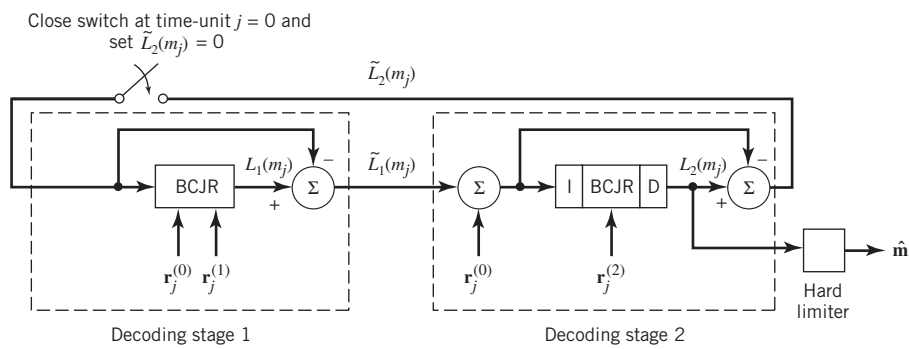 Close switch at time-unit j = 0 and
set L̃₂(mⱼ) = 0
L̃₂(mⱼ)
L₁(mⱼ)
L̃₁(mⱼ)
L₂(mⱼ)
−
−
BCJR
Σ
Σ
I BCJR D
Σ
+
+
rⱼ⁽⁰⁾ rⱼ⁽¹⁾
rⱼ⁽⁰⁾
rⱼ⁽²⁾
m̂
Hard
limiter
Decoding stage 1
Decoding stage 2